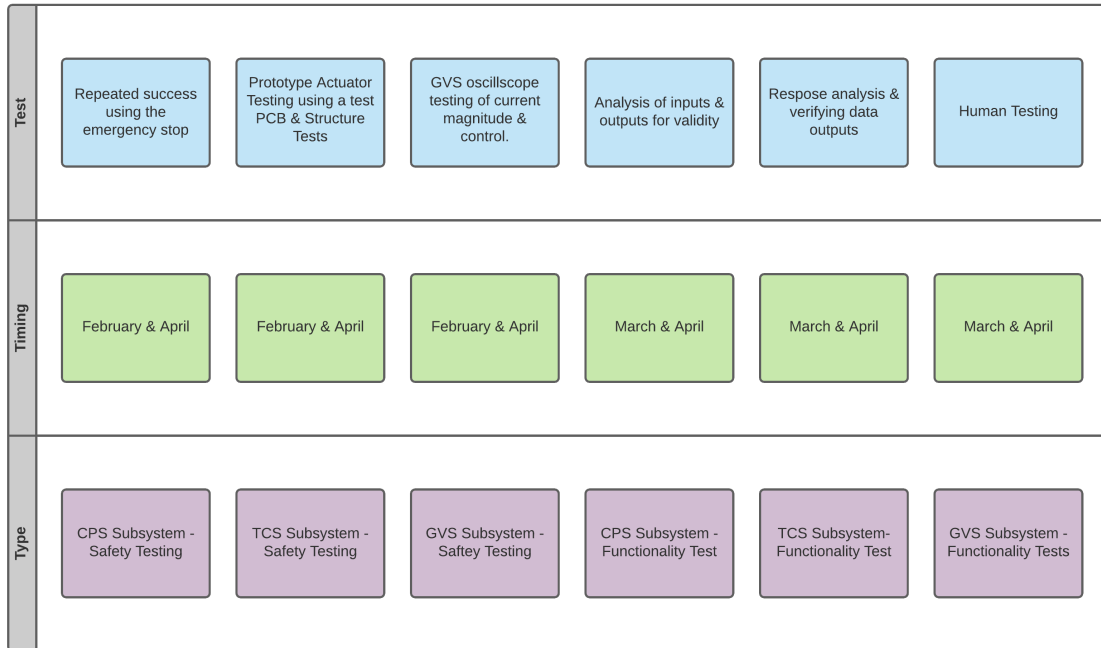 Test
Repeated success
using the
emergency stop
Prototype Actuator
Testing using a test
PCB & Structure
Tests
GVS oscillscope
testing of current
magnitude &
control.
Analysis of inputs &
outputs for validity
Respose analysis &
verifying data
outputs
Human Testing
Timing
February & April
February & April
February & April
March & April
March & April
March & April
Type
CPS Subsystem -
Safety Testing
TCS Subsystem -
Safety Testing
GVS Subsystem -
Saftey Testing
CPS Subsystem -
Functionality Test
TCS Subsystem-
Functionality Test
GVS Subsystem -
Functionality Tests